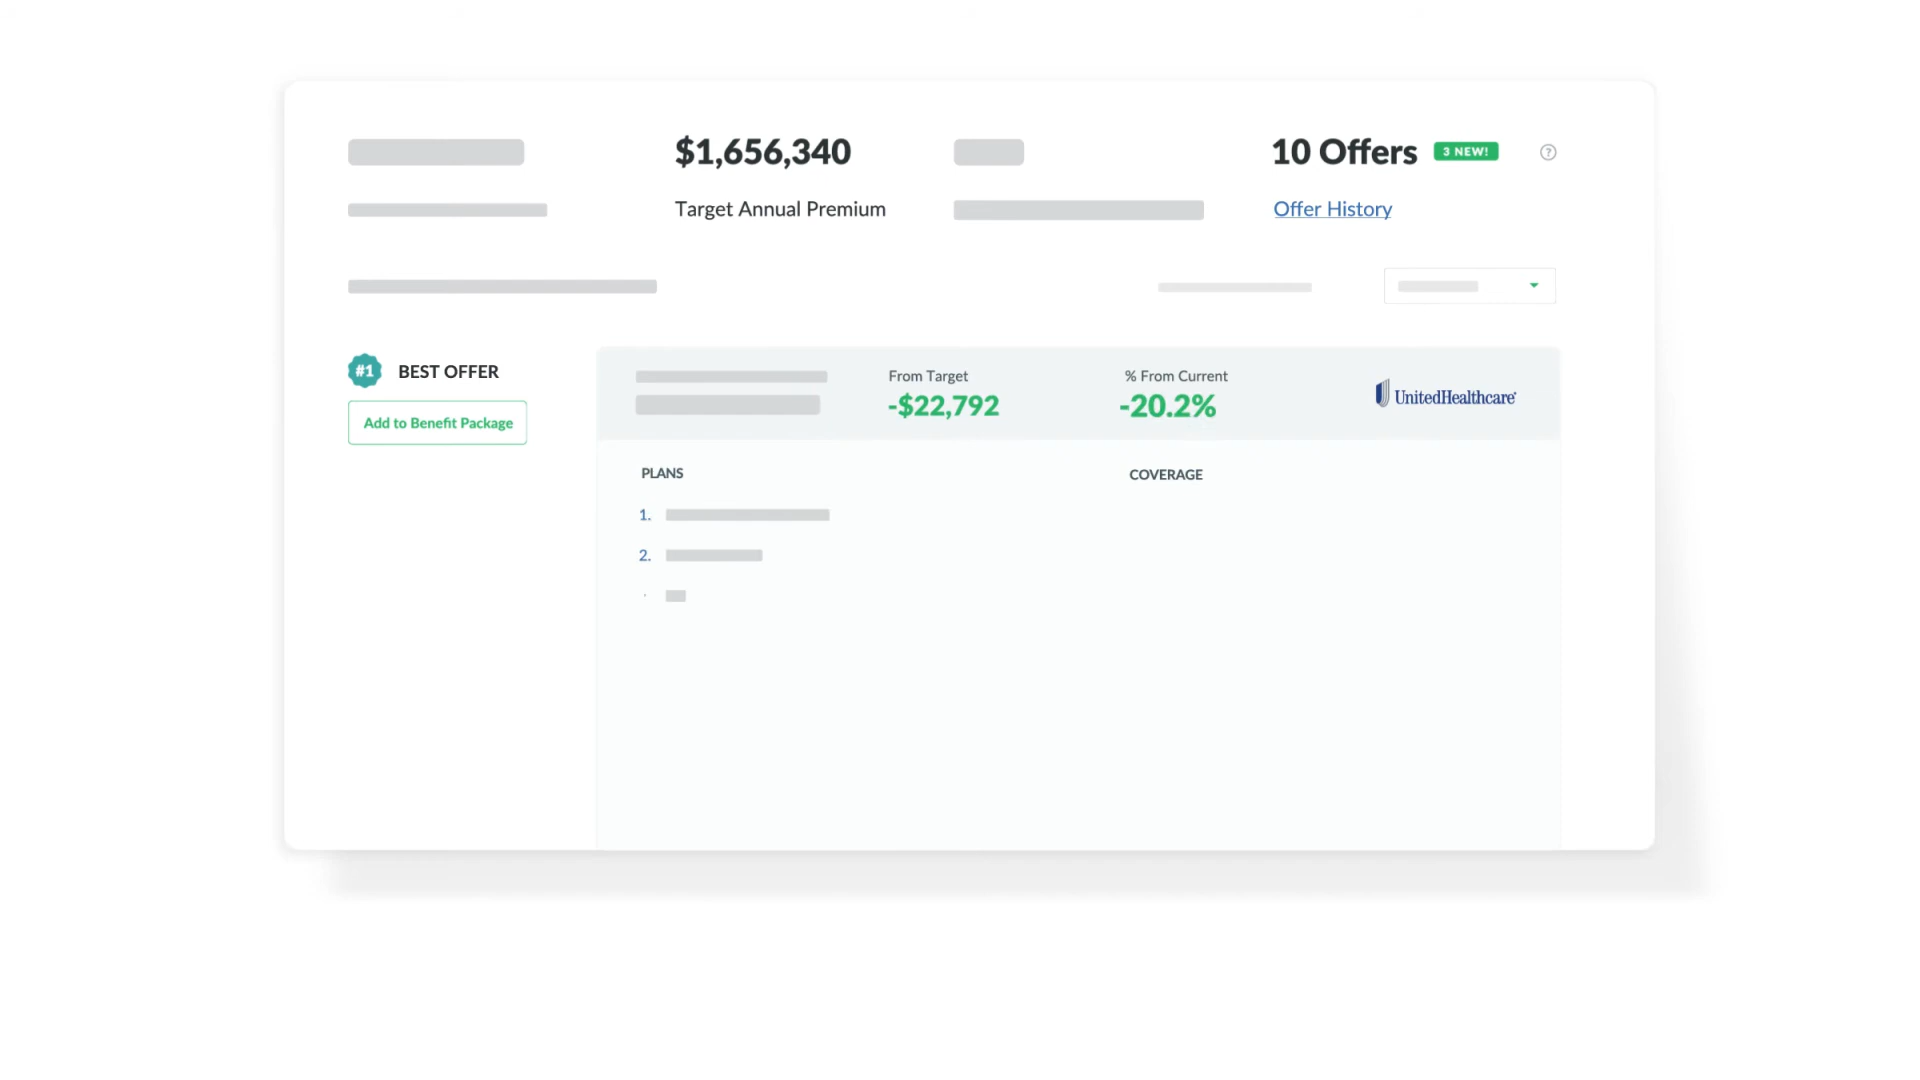 $1,656,340
10 Offers
3 NEW!
?
Target Annual Premium
Offer History
#1
BEST OFFER
Add to Benefit Package
From Target
-$22,792
% From Current
-20.2%
UnitedHealthcare
PLANS
COVERAGE
1.
2.